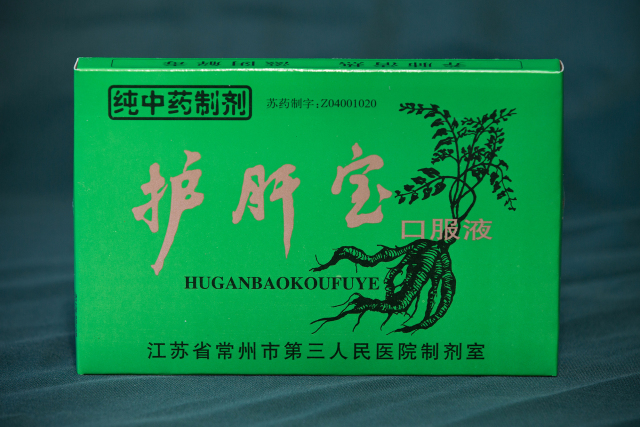 纯中药制剂
苏药制字:Z04001020
护肝宝
口服液
HUGANBAOKOUFUYE
江苏省常州市第三人民医院制剂室